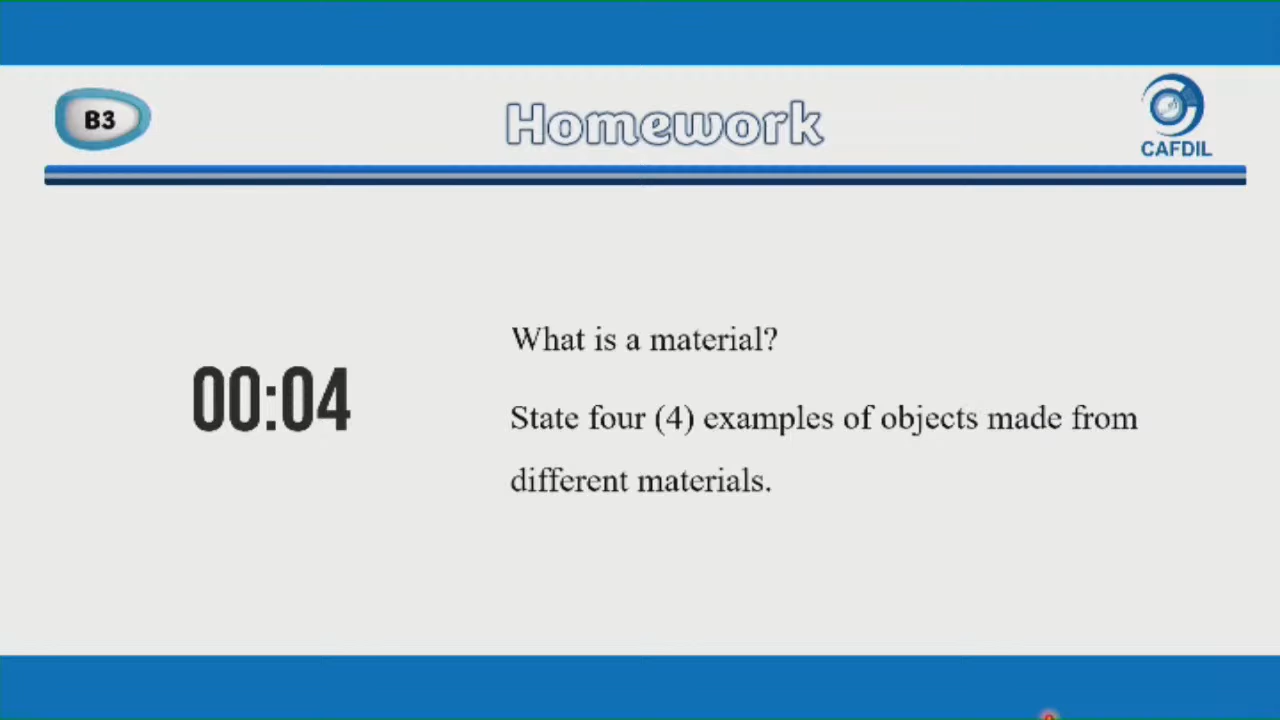 B3
Homework
CAFDIL
What is a material?
00:04
State four (4) examples of objects made from
different materials.